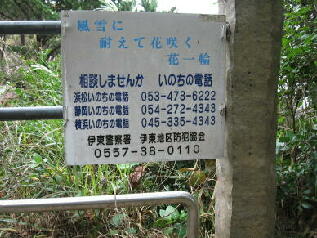 風雪に
耐えて花咲く
花一輪
相談しませんか いのちの電話
浜松いのちの電話 053-473-6222
静岡いのちの電話 054-272-4343
横浜いのちの電話 045-335-4343
伊東警察署 伊東地区防犯協会
0557-38-0110